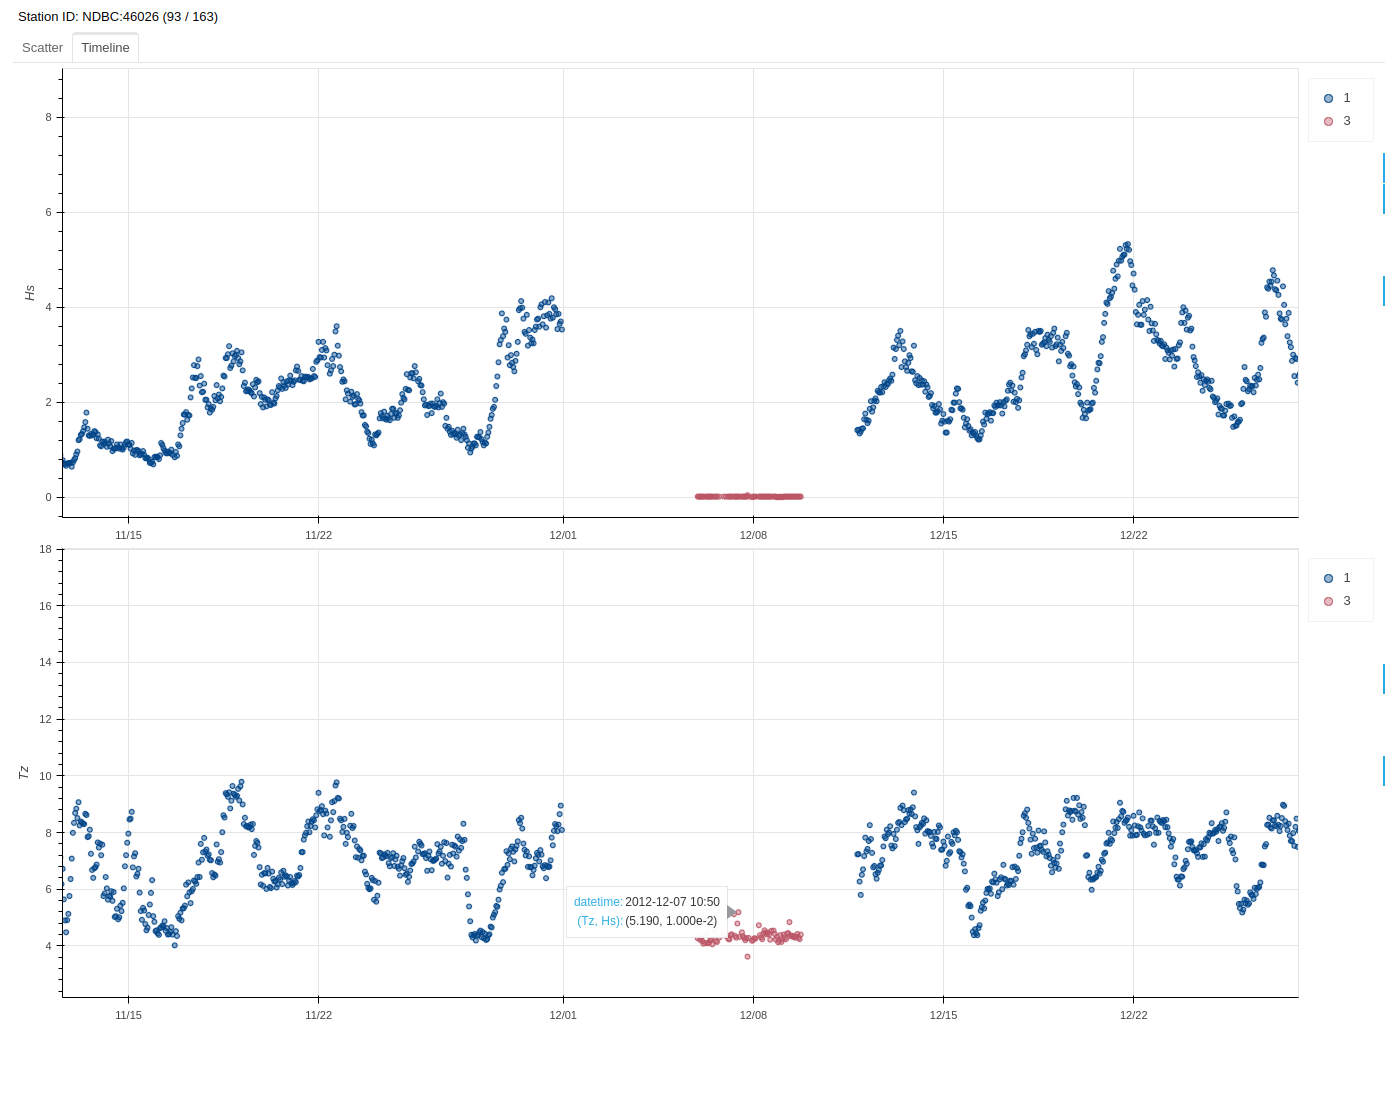 Station ID: NDBC:46026 (93 / 163)
Scatter Timeline
8
6
4
2
0
Hs
11/15 11/22 12/01 12/08 12/15 12/22
1
3
18
16
14
12
10
8
6
4
Tz
datetime: 2012-12-07 10:50
(Tz, Hs): (5.190, 1.000e-2)
11/15 11/22 12/01 12/08 12/15 12/22
1
3